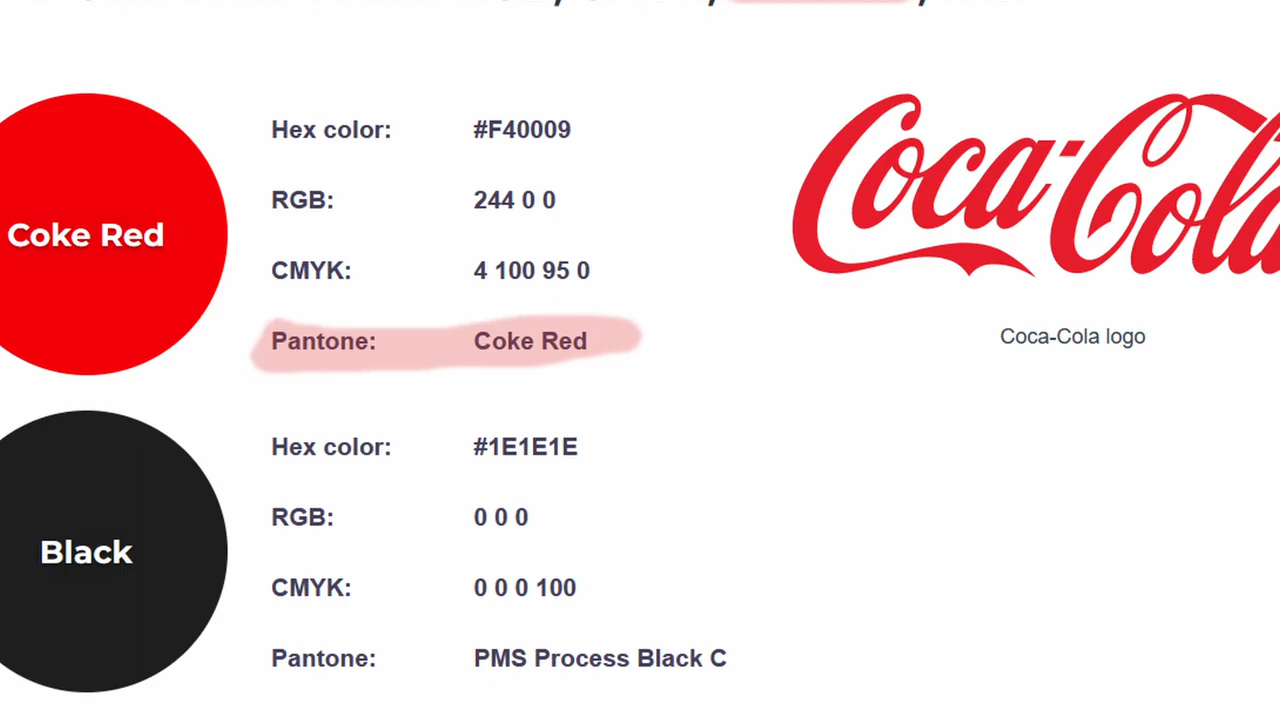 Coke Red
Hex color: #F40009
RGB: 244 0 0
CMYK: 4 100 95 0
Pantone: Coke Red
Coca-Cola
Coca-Cola logo
Black
Hex color: #1E1E1E
RGB: 0 0 0
CMYK: 0 0 0 100
Pantone: PMS Process Black C